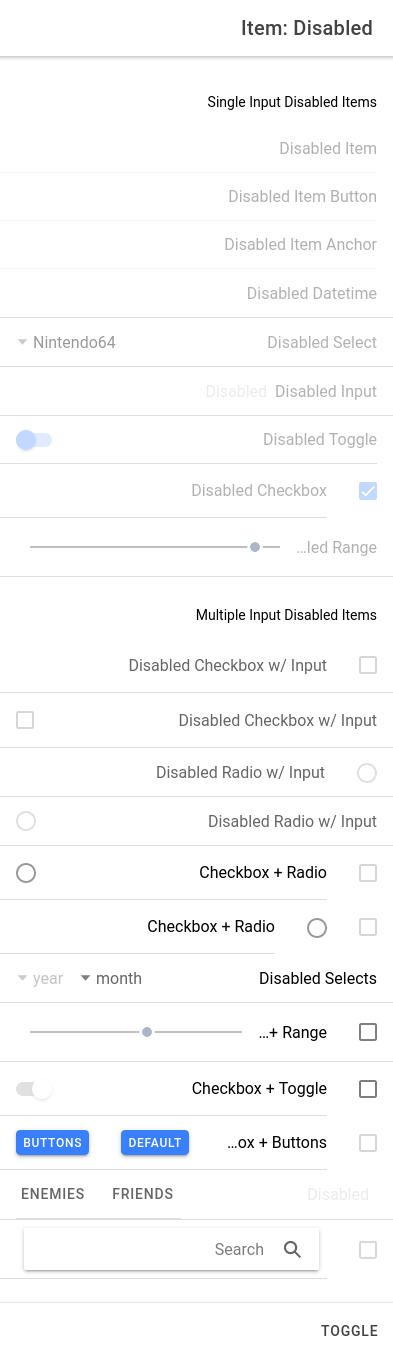 Item: Disabled
Single Input Disabled Items
Disabled Item
Disabled Item Button
Disabled Item Anchor
Disabled Datetime
Disabled Select Nintendo64
Disabled Input Disabled
Disabled Toggle
Disabled Checkbox
...led Range
Multiple Input Disabled Items
Disabled Checkbox w/ Input
Disabled Checkbox w/ Input
Disabled Radio w/ Input
Disabled Radio w/ Input
Checkbox + Radio
Checkbox + Radio
Disabled Selects month year
...+ Range
Checkbox + Toggle
...ox + Buttons DEFAULT BUTTONS
Disabled FRIENDS ENEMIES
Search
TOGGLE